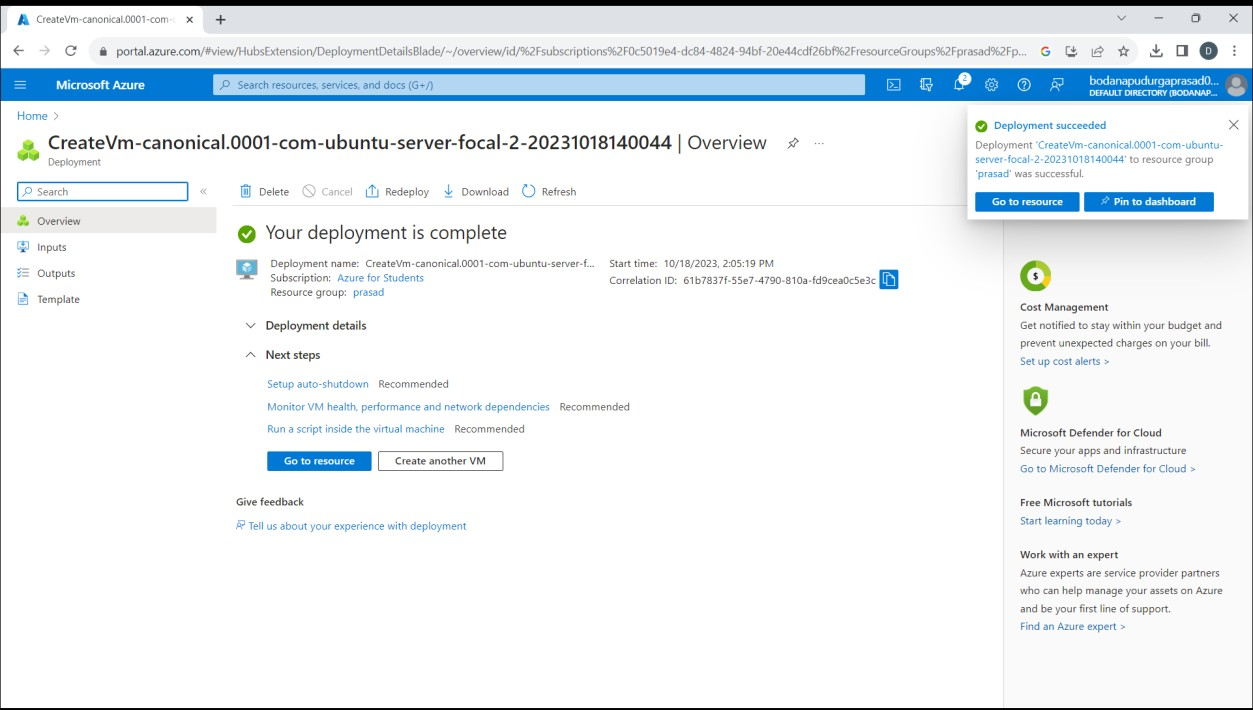 CreateVm-canonical.0001-com-
portal.azure.com/#view/HubsExtension/DeploymentDetailsBlade/~/overview/id/%2Fsubscriptions%2F0c5019e4-dc84-4824-94bf-20e44cdf26bf%2FresourceGroups%2Fprasad%2Fp...
G
D
Microsoft Azure
Search resources, services, and docs (G+/)
2
bodanapudurgaprasad0...
DEFAULT DIRECTORY (BODANAP...
Home >
CreateVm-canonical.0001-com-ubuntu-server-focal-2-20231018140044 | Overview
Deployment
Deployment succeeded
Deployment 'CreateVm-canonical.0001-com-ubuntu-
server-focal-2-20231018140044' to resource group
'prasad' was successful.
Go to resource
Pin to dashboard
Search
Overview
Inputs
Outputs
Template
Delete
Cancel
Redeploy
Download
Refresh
Your deployment is complete
Deployment name: CreateVm-canonical.0001-com-ubuntu-server-f...
Subscription: Azure for Students
Resource group: prasad
Start time: 10/18/2023, 2:05:19 PM
Correlation ID: 61b7837f-55e7-4790-810a-fd9cea0c5e3c
Deployment details
Next steps
Setup auto-shutdown Recommended
Monitor VM health, performance and network dependencies Recommended
Run a script inside the virtual machine Recommended
Go to resource
Create another VM
Give feedback
Tell us about your experience with deployment
$
Cost Management
Get notified to stay within your budget and
prevent unexpected charges on your bill.
Set up cost alerts >
Microsoft Defender for Cloud
Secure your apps and infrastructure
Go to Microsoft Defender for Cloud >
Free Microsoft tutorials
Start learning today >
Work with an expert
Azure experts are service provider partners
who can help manage your assets on Azure
and be your first line of support.
Find an Azure expert >